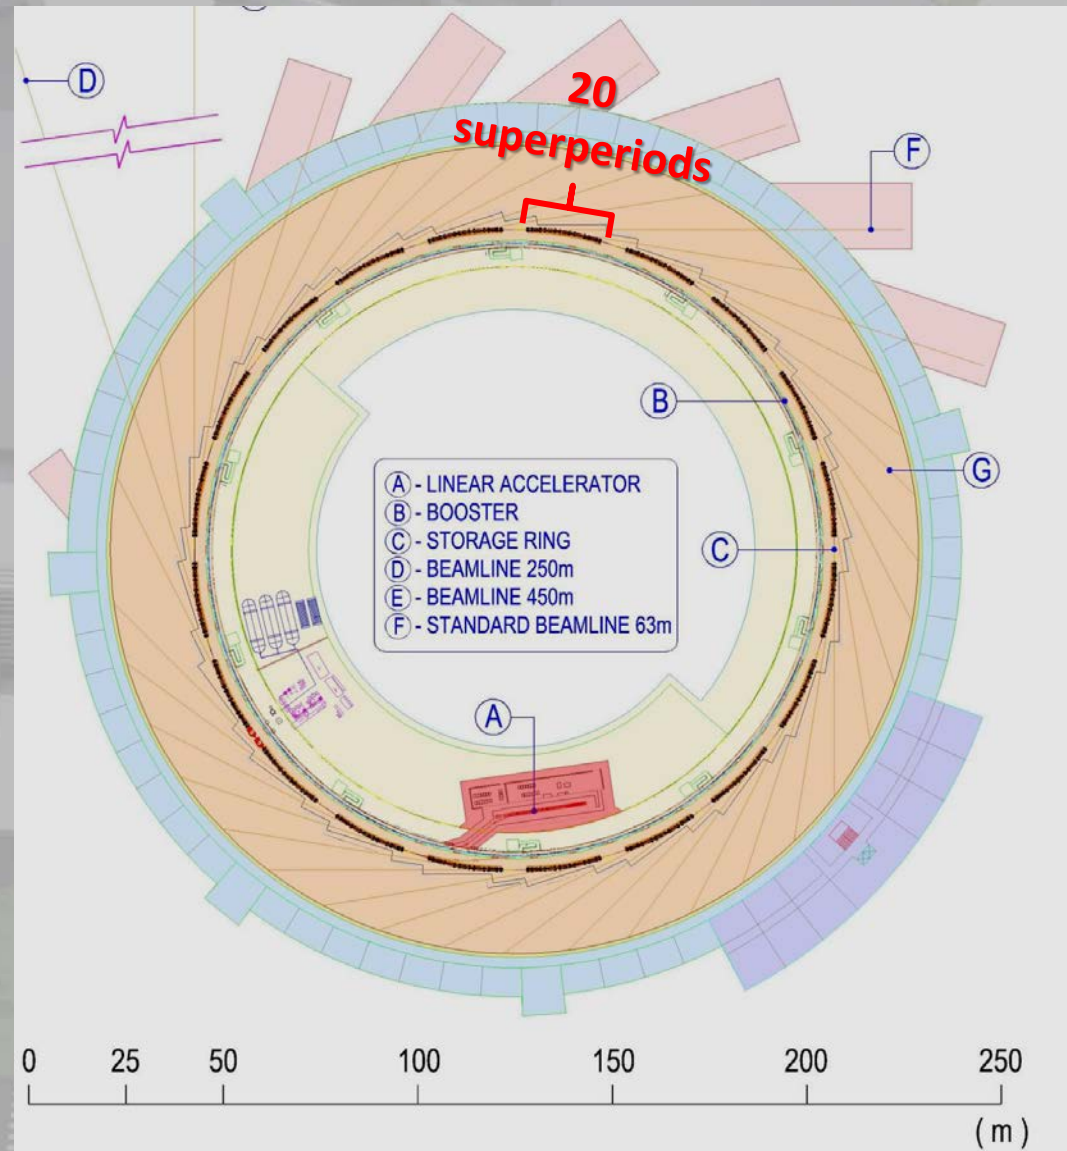 D
20
superperiods
F
B
G
A - LINEAR ACCELERATOR
B - BOOSTER
C - STORAGE RING
D - BEAMLINE 250m
E - BEAMLINE 450m
F - STANDARD BEAMLINE 63m
C
A
0 25 50 100 150 200 250
( m )